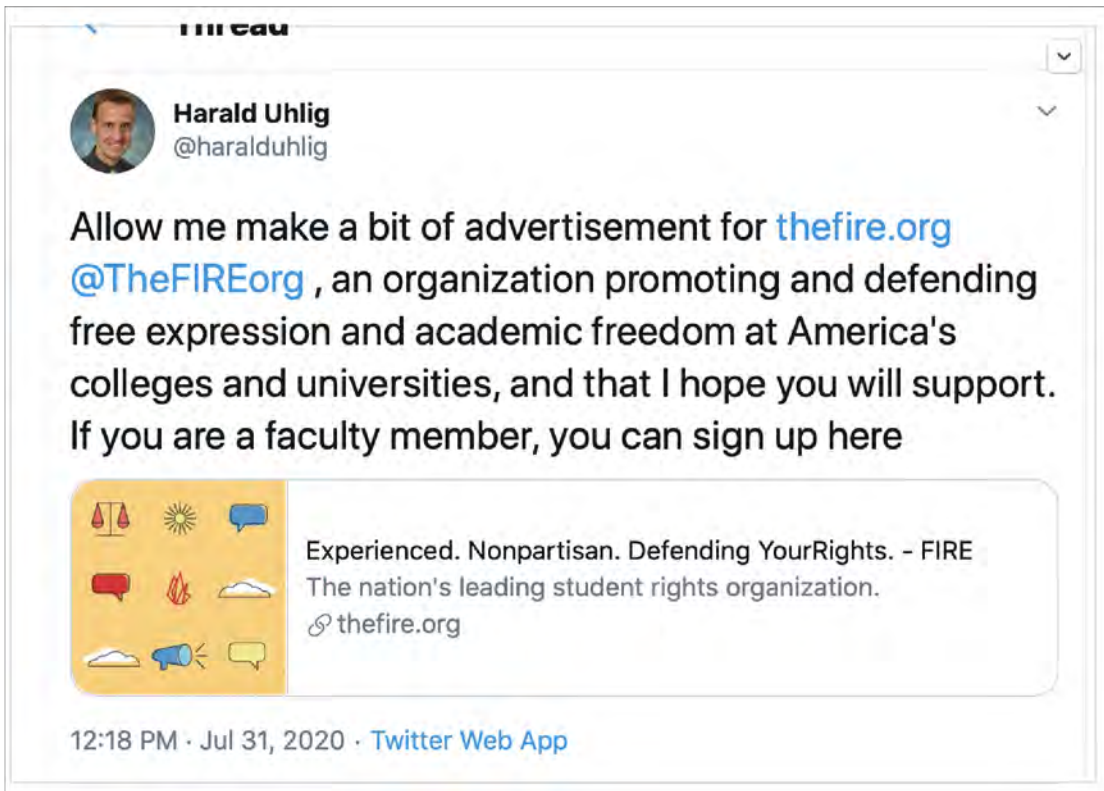 Thread
Harald Uhlig
@haralduhlig
Allow me make a bit of advertisement for thefire.org
@TheFIREorg , an organization promoting and defending
free expression and academic freedom at America's
colleges and universities, and that I hope you will support.
If you are a faculty member, you can sign up here
Experienced. Nonpartisan. Defending YourRights. - FIRE
The nation's leading student rights organization.
thefire.org
12:18 PM · Jul 31, 2020 · Twitter Web App